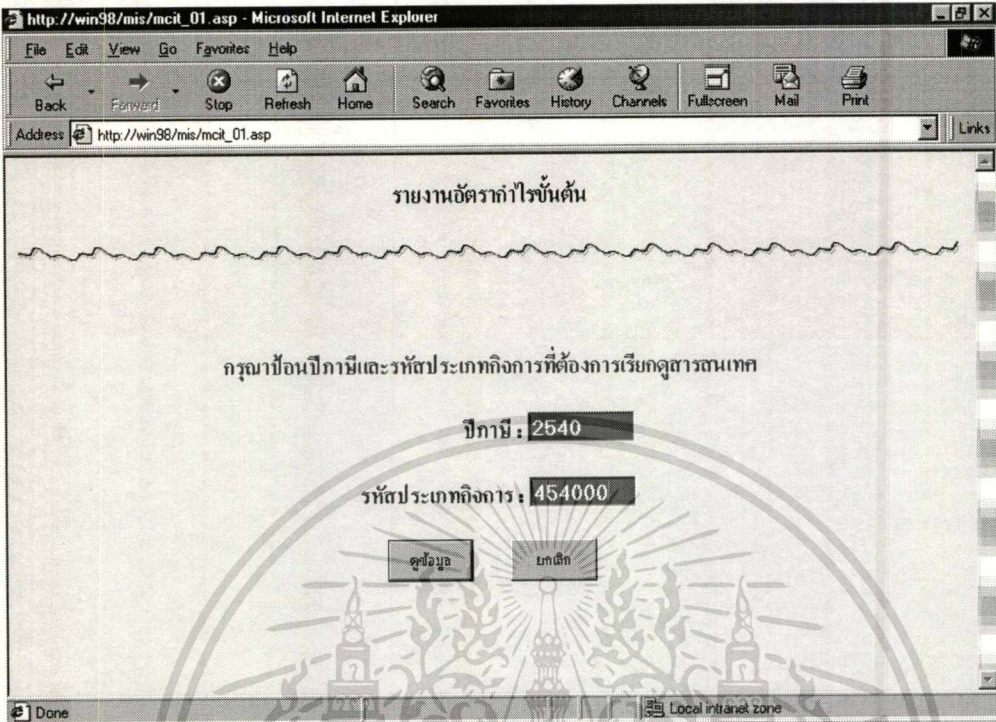 http://win98/mis/mcit_01.asp - Microsoft Internet Explorer
File Edit View Go Favorites Help
Back Forward Stop Refresh Home Search Favorites History Channels Fullscreen Mail Print
Address http://win98/mis/mcit_01.asp Links
รายงานอัตรากำไรขั้นต้น
กรุณาป้อนปีภาษีและรหัสประเภทกิจการที่ต้องการเรียกดูสารสนเทศ
ปีภาษี : 2540
รหัสประเภทกิจการ : 454000
ดูข้อมูล ยกเลิก
Done Local intranet zone